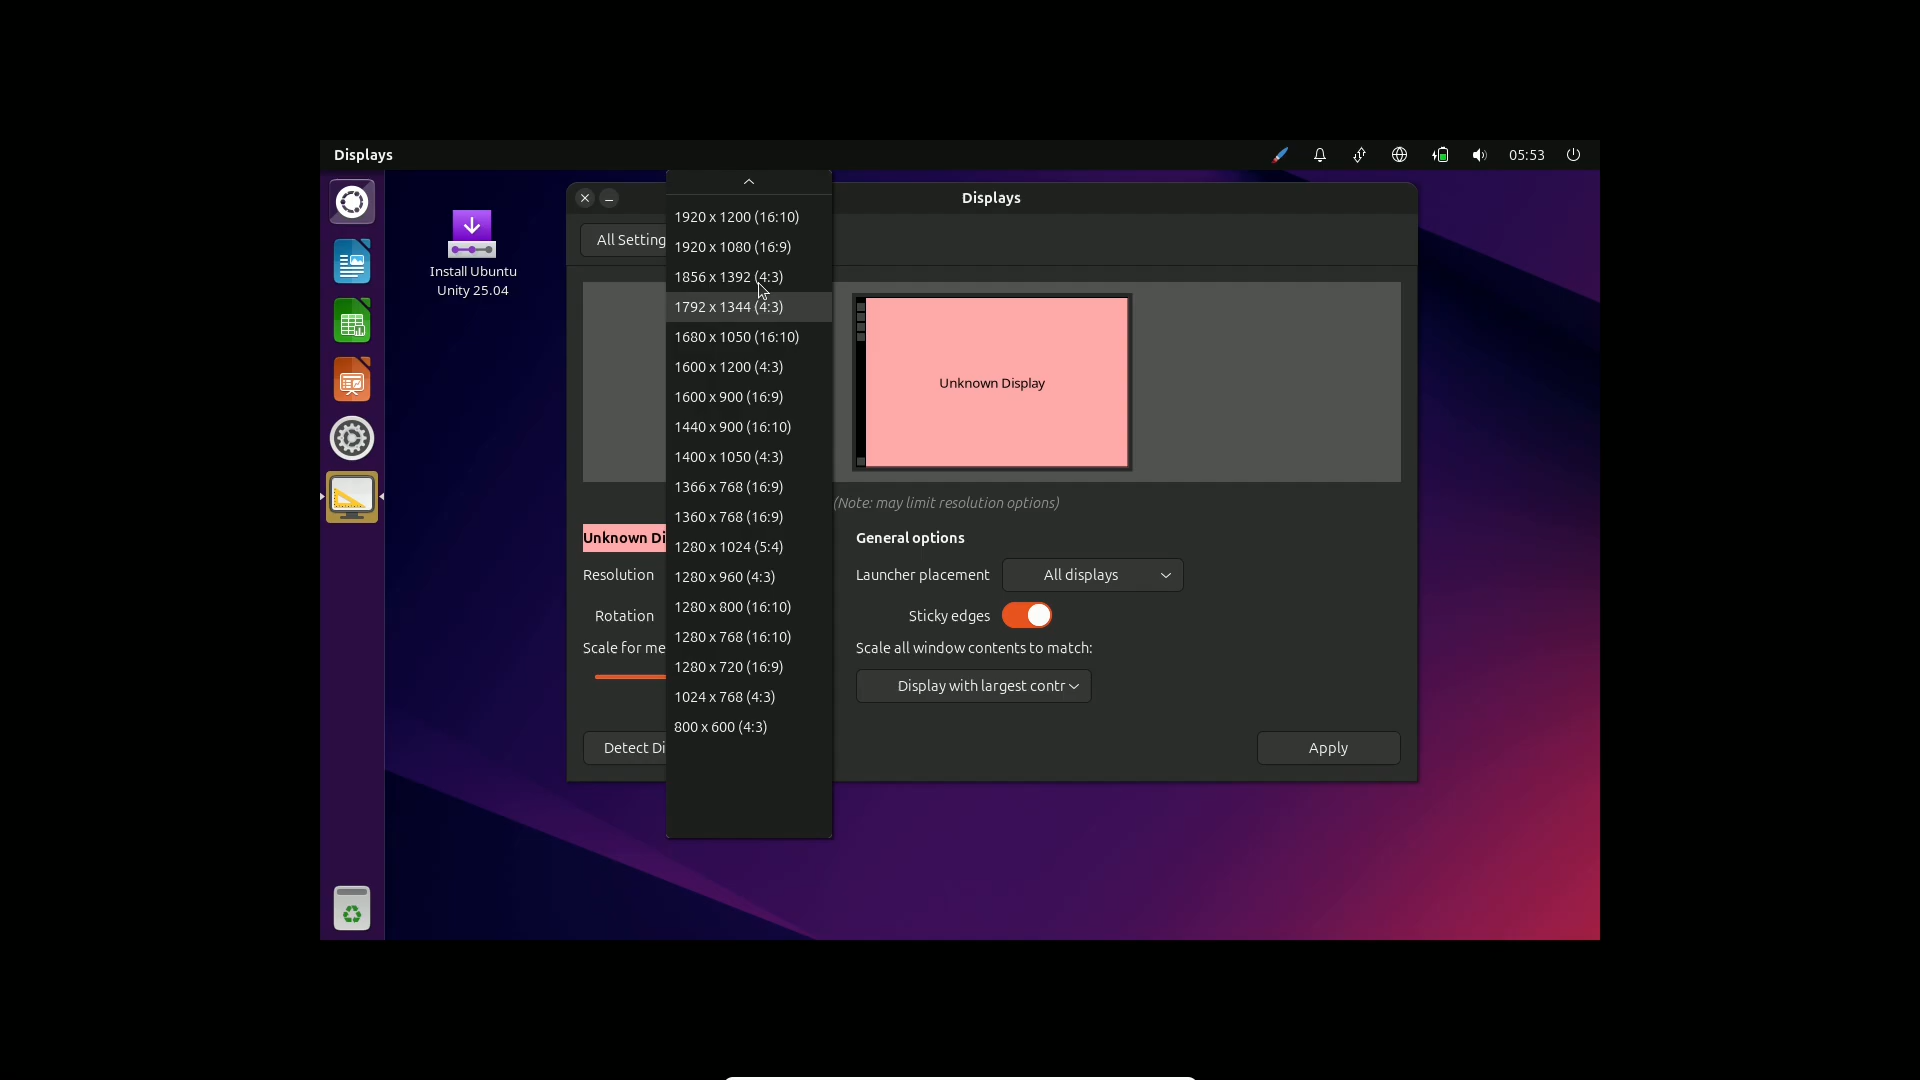 Displays
05:53
Install Ubuntu
Unity 25.04
Displays
All Setting
1920 x 1200 (16:10)
1920 x 1080 (16:9)
1856 x 1392 (4:3)
1792 x 1344 (4:3)
1680 x 1050 (16:10)
1600 x 1200 (4:3)
1600 x 900 (16:9)
1440 x 900 (16:10)
1400 x 1050 (4:3)
1366 x 768 (16:9)
1360 x 768 (16:9)
1280 x 1024 (5:4)
1280 x 960 (4:3)
1280 x 800 (16:10)
1280 x 768 (16:10)
1280 x 720 (16:9)
1024 x 768 (4:3)
800 x 600 (4:3)
Unknown Display
(Note: may limit resolution options)
Unknown Di
Resolution
Rotation
Scale for me
Detect Di
General options
Launcher placement All displays
Sticky edges
Scale all window contents to match:
Display with largest contr
Apply